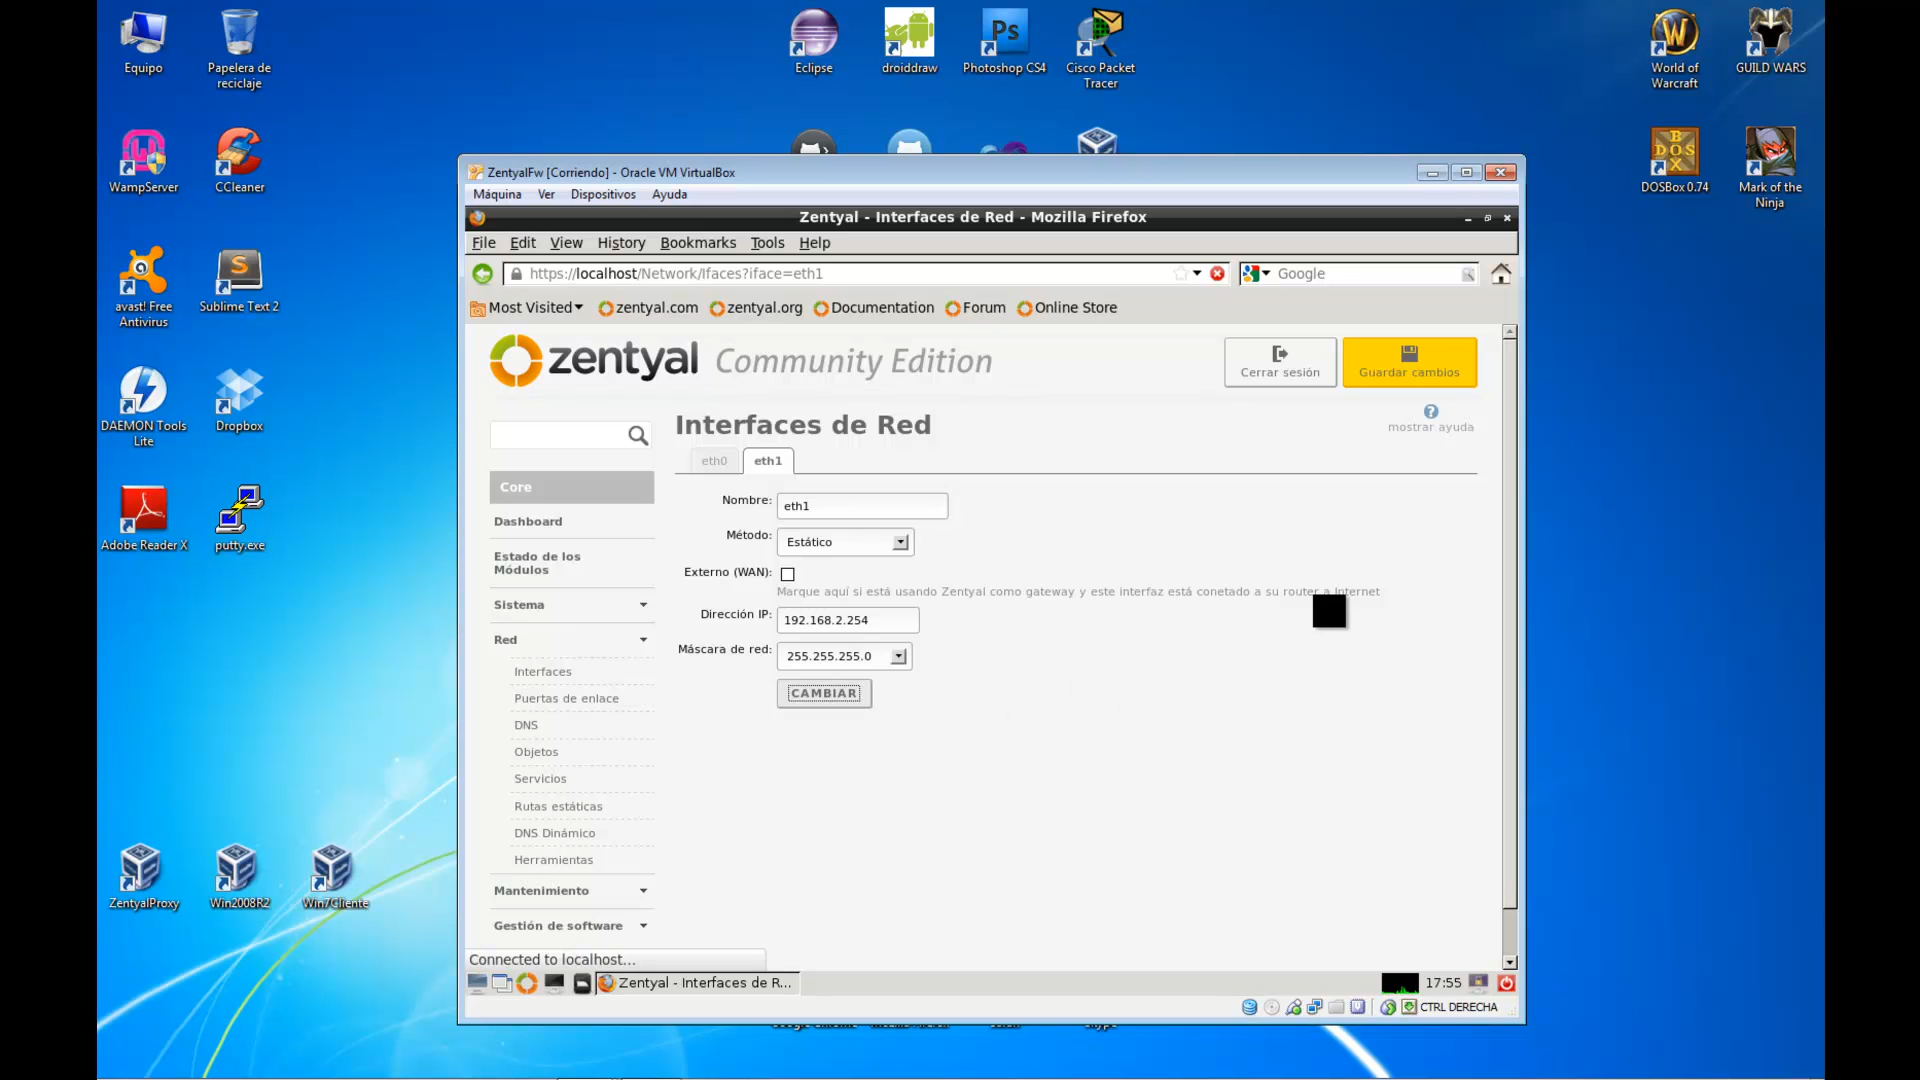 Equipo
Papelera de
reciclaje
Eclipse
droiddraw
Ps
Photoshop CS4
Cisco Packet
Tracer
World of
Warcraft
GUILD WARS
WampServer
CCleaner
DOSBox 0.74
Mark of the
Ninja
avast! Free
Antivirus
Sublime Text 2
DAEMON Tools
Lite
Dropbox
Adobe Reader X
putty.exe
ZentyalProxy
Win2008R2
Win7Cliente
ZentyalFw [Corriendo] - Oracle VM VirtualBox
Máquina Ver Dispositivos Ayuda
Zentyal - Interfaces de Red - Mozilla Firefox
File Edit View History Bookmarks Tools Help
https://localhost/Network/Ifaces?iface=eth1
Google
Most Visited zentyal.com zentyal.org Documentation Forum Online Store
zentyal Community Edition
Cerrar sesión
Guardar cambios
Interfaces de Red
mostrar ayuda
eth0 eth1
Core
Dashboard
Estado de los
Módulos
Sistema
Red
Interfaces
Puertas de enlace
DNS
Objetos
Servicios
Rutas estáticas
DNS Dinámico
Herramientas
Mantenimiento
Gestión de software
Nombre: eth1
Método: Estático
Externo (WAN):
Marque aquí si está usando Zentyal como gateway y este interfaz está conetado a su router a Internet
Dirección IP: 192.168.2.254
Máscara de red: 255.255.255.0
CAMBIAR
Connected to localhost...
Zentyal - Interfaces de R...
17:55
CTRL DERECHA